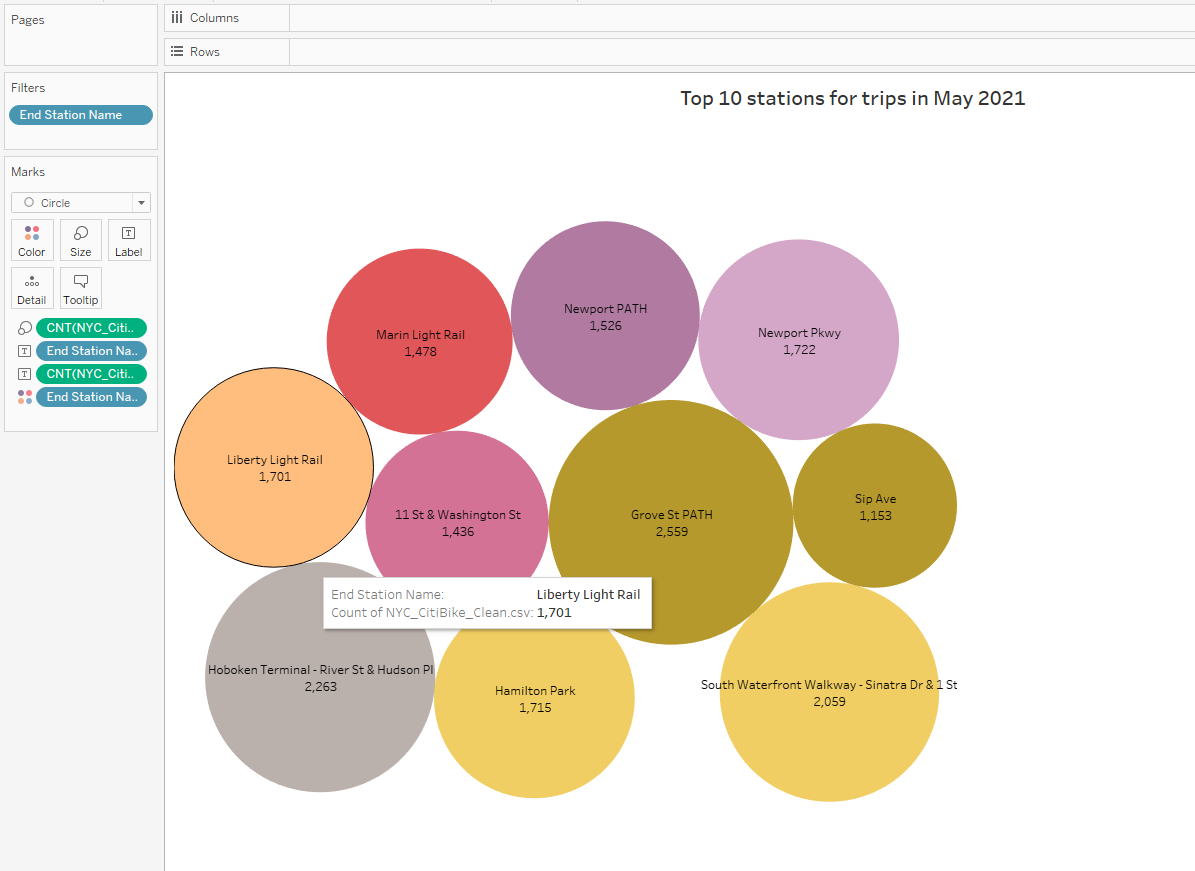 Pages
Columns
Rows
Filters
End Station Name
Marks
Circle
Color
Size
Label
Detail
Tooltip
CNT(NYC_Citi..
End Station Na..
CNT(NYC_Citi..
End Station Na..
Top 10 stations for trips in May 2021
Newport PATH
1,526
Marin Light Rail
1,478
Newport Pkwy
1,722
Liberty Light Rail
1,701
11 St & Washington St
1,436
Grove St PATH
2,559
Sip Ave
1,153
End Station Name: Liberty Light Rail
Count of NYC_CitiBike_Clean.csv: 1,701
Hoboken Terminal - River St & Hudson Pl
2,263
Hamilton Park
1,715
South Waterfront Walkway - Sinatra Dr & 1 St
2,059